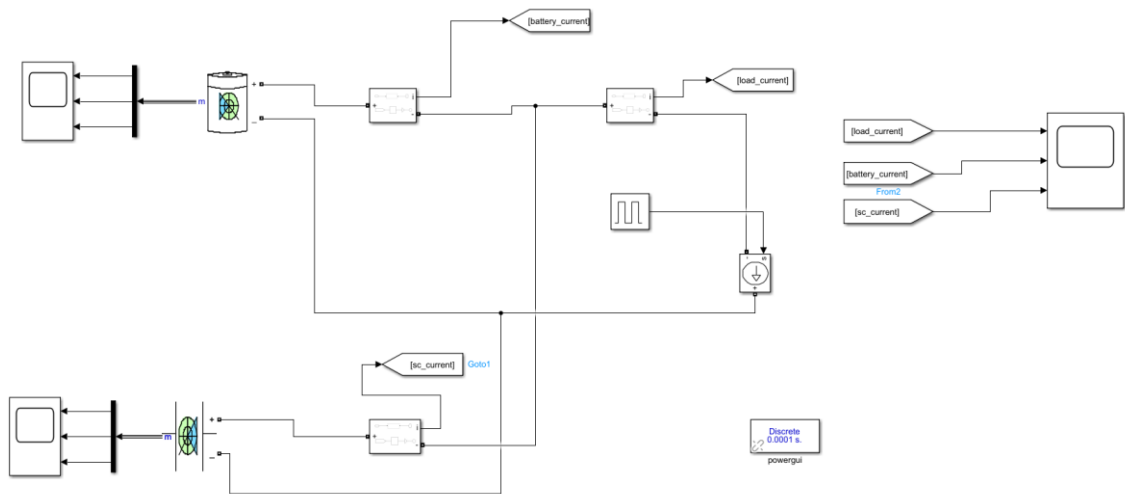 [battery_current]
[load_current]
m
+
–
+
i
-
+
i
-
[load_current]
[battery_current]
From2
[sc_current]
-
s
+
[sc_current]
Goto1
m
+
–
+
i
-
Discrete
0.0001 s.
powergui